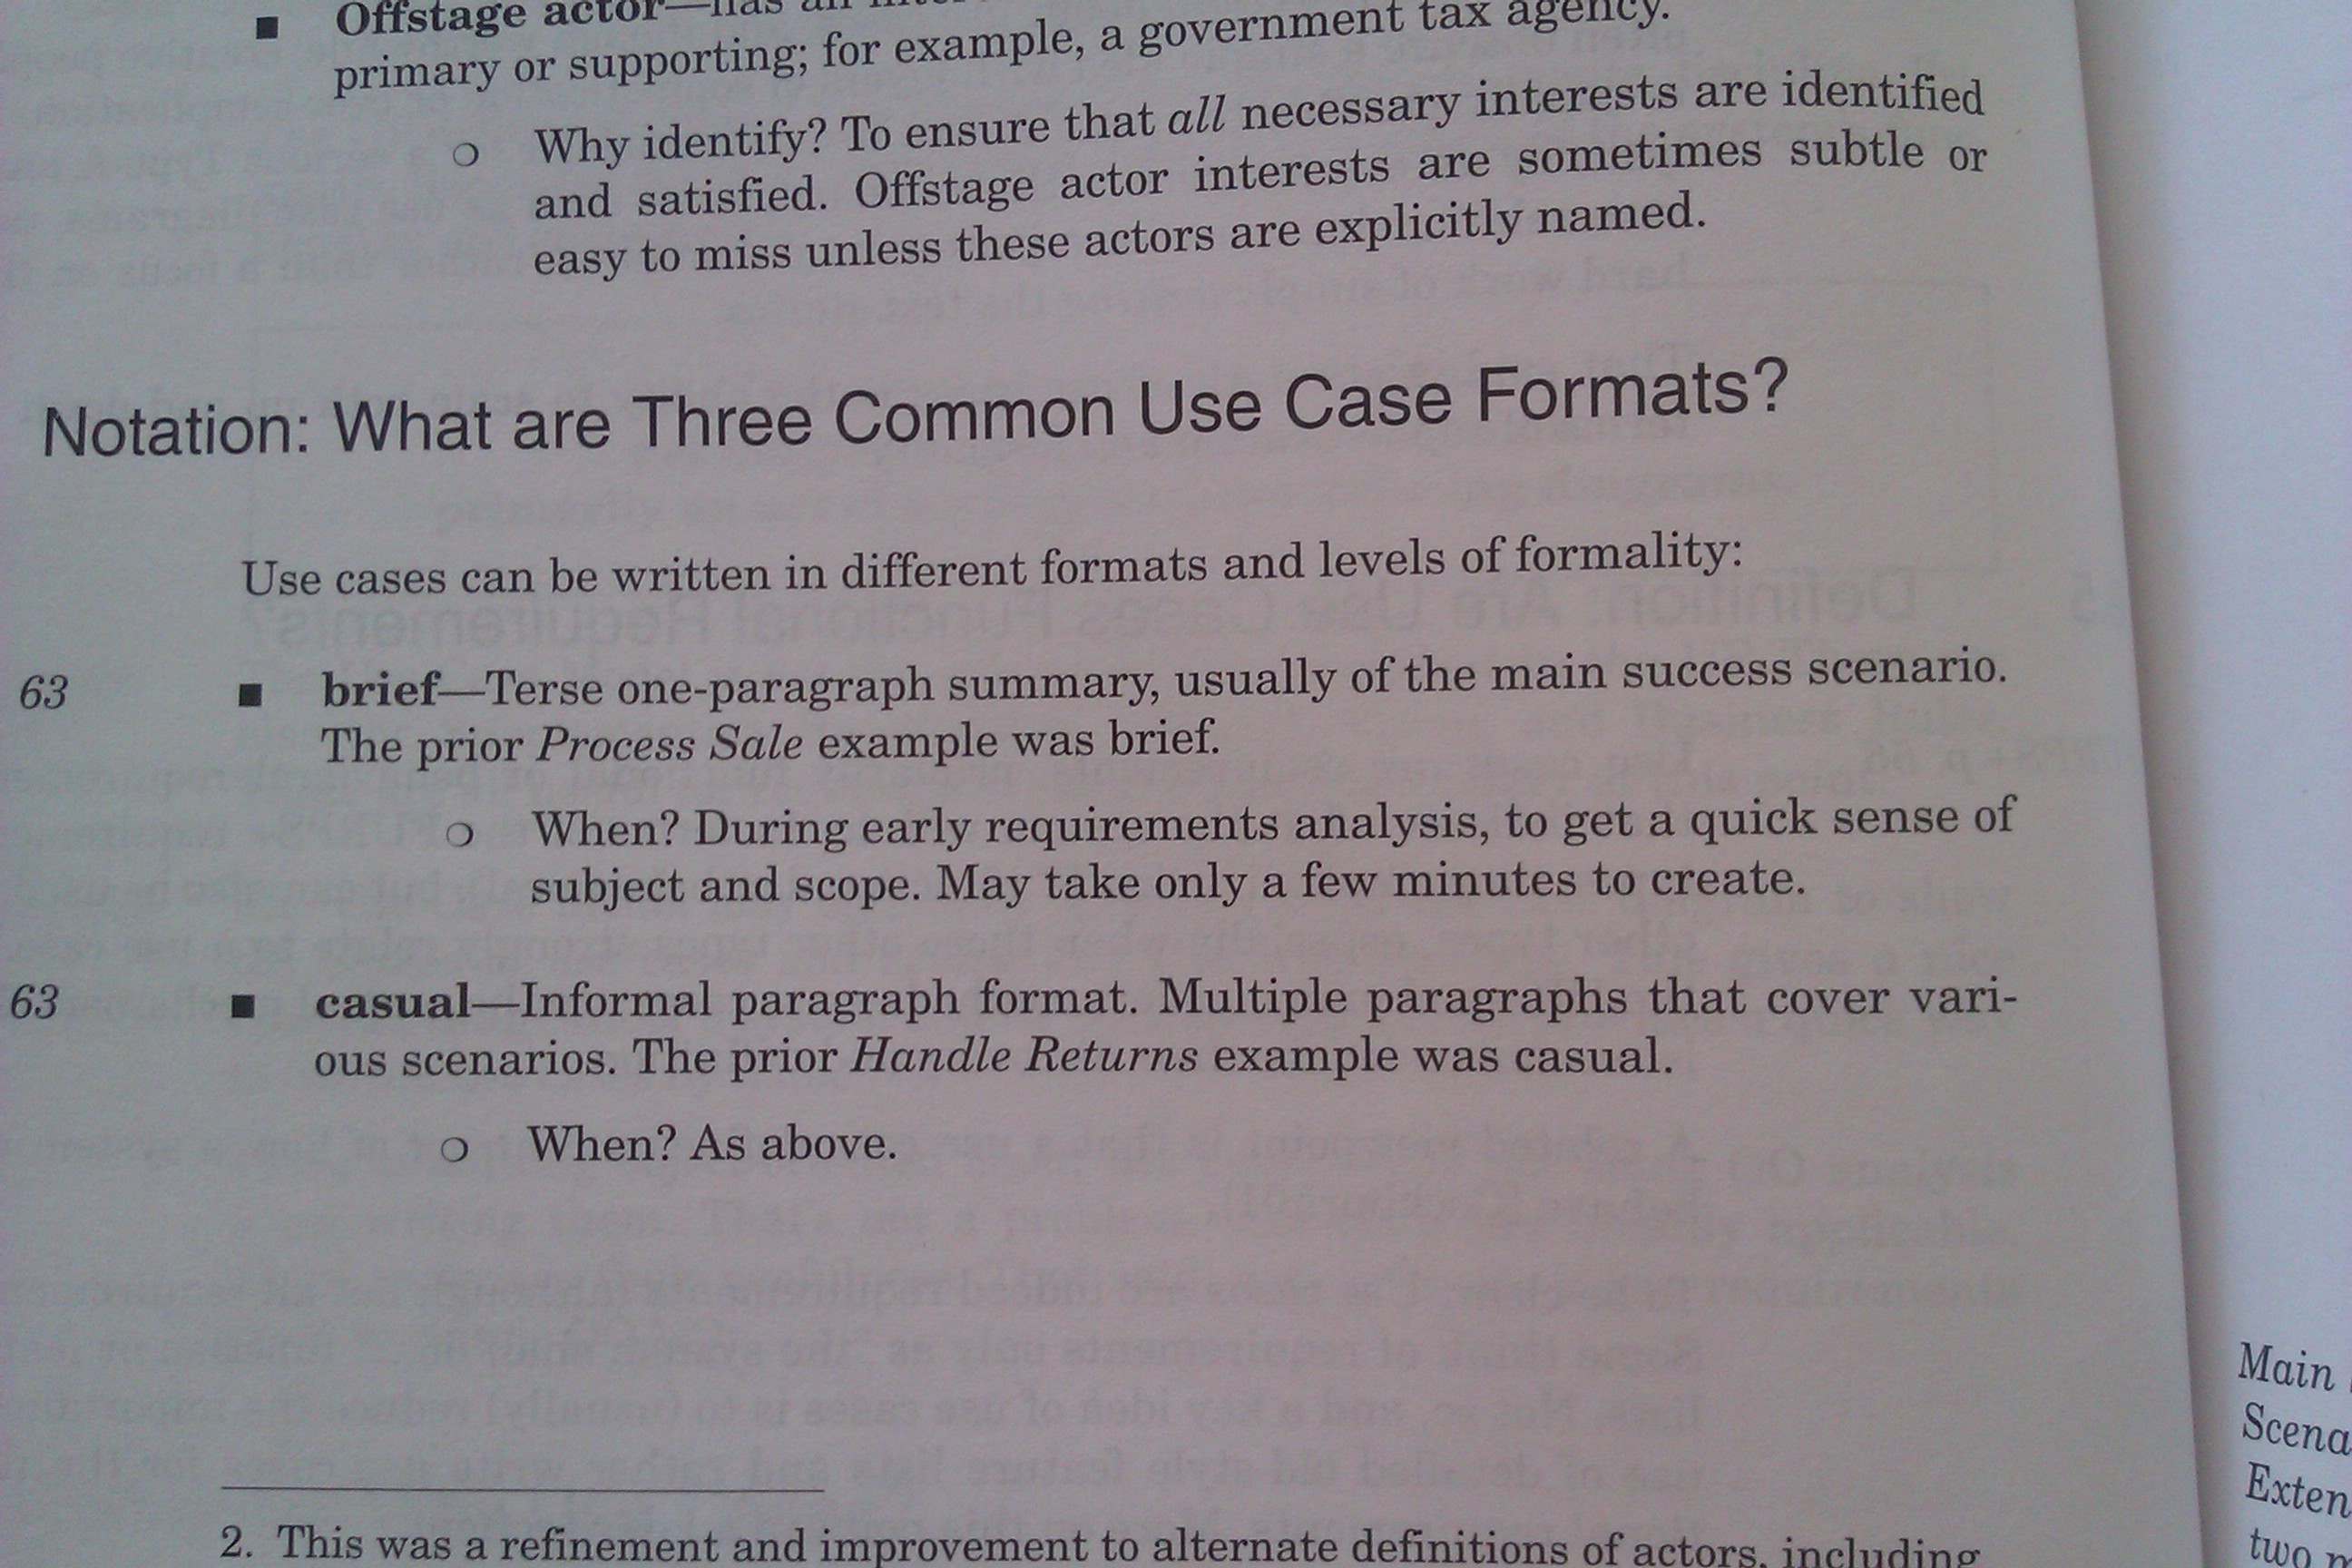 ■ Offstage actor—has an
primary or supporting; for example, a government tax agency.
○ Why identify? To ensure that all necessary interests are identified
and satisfied. Offstage actor interests are sometimes subtle or
easy to miss unless these actors are explicitly named.
Notation: What are Three Common Use Case Formats?
Use cases can be written in different formats and levels of formality:
63 ■ brief—Terse one-paragraph summary, usually of the main success scenario.
The prior Process Sale example was brief.
○ When? During early requirements analysis, to get a quick sense of
subject and scope. May take only a few minutes to create.
63 ■ casual—Informal paragraph format. Multiple paragraphs that cover vari-
ous scenarios. The prior Handle Returns example was casual.
○ When? As above.
2. This was a refinement and improvement to alternate definitions of actors, including
Main
Scena
Exten
two